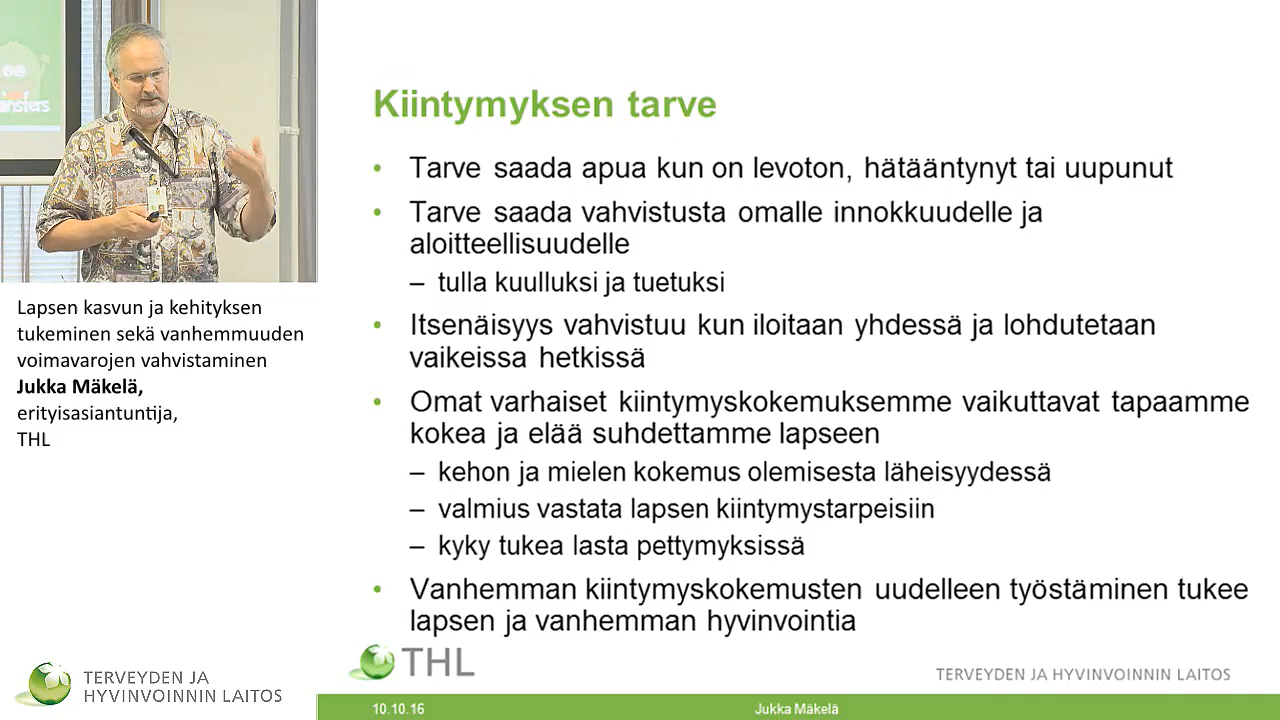 Kiintymyksen tarve
• Tarve saada apua kun on levoton, hätääntynyt tai uupunut
• Tarve saada vahvistusta omalle innokkuudelle ja
aloitteellisuudelle
– tulla kuulluksi ja tuetuksi
• Itsenäisyys vahvistuu kun iloitaan yhdessä ja lohdutetaan
vaikeissa hetkissä
• Omat varhaiset kiintymyskokemuksemme vaikuttavat tapaamme
kokea ja elää suhdettamme lapseen
– kehon ja mielen kokemus olemisesta läheisyydessä
– valmius vastata lapsen kiintymystarpeisiin
– kyky tukea lasta pettymyksissä
• Vanhemman kiintymyskokemusten uudelleen työstäminen tukee
lapsen ja vanhemman hyvinvointia
THL
TERVEYDEN JA HYVINVOINNIN LAITOS
10.10.16
Jukka Mäkelä
Lapsen kasvun ja kehityksen
tukeminen sekä vanhemmuuden
voimavarojen vahvistaminen
Jukka Mäkelä,
erityisasiantuntija,
THL
TERVEYDEN JA
HYVINVOINNIN LAITOS